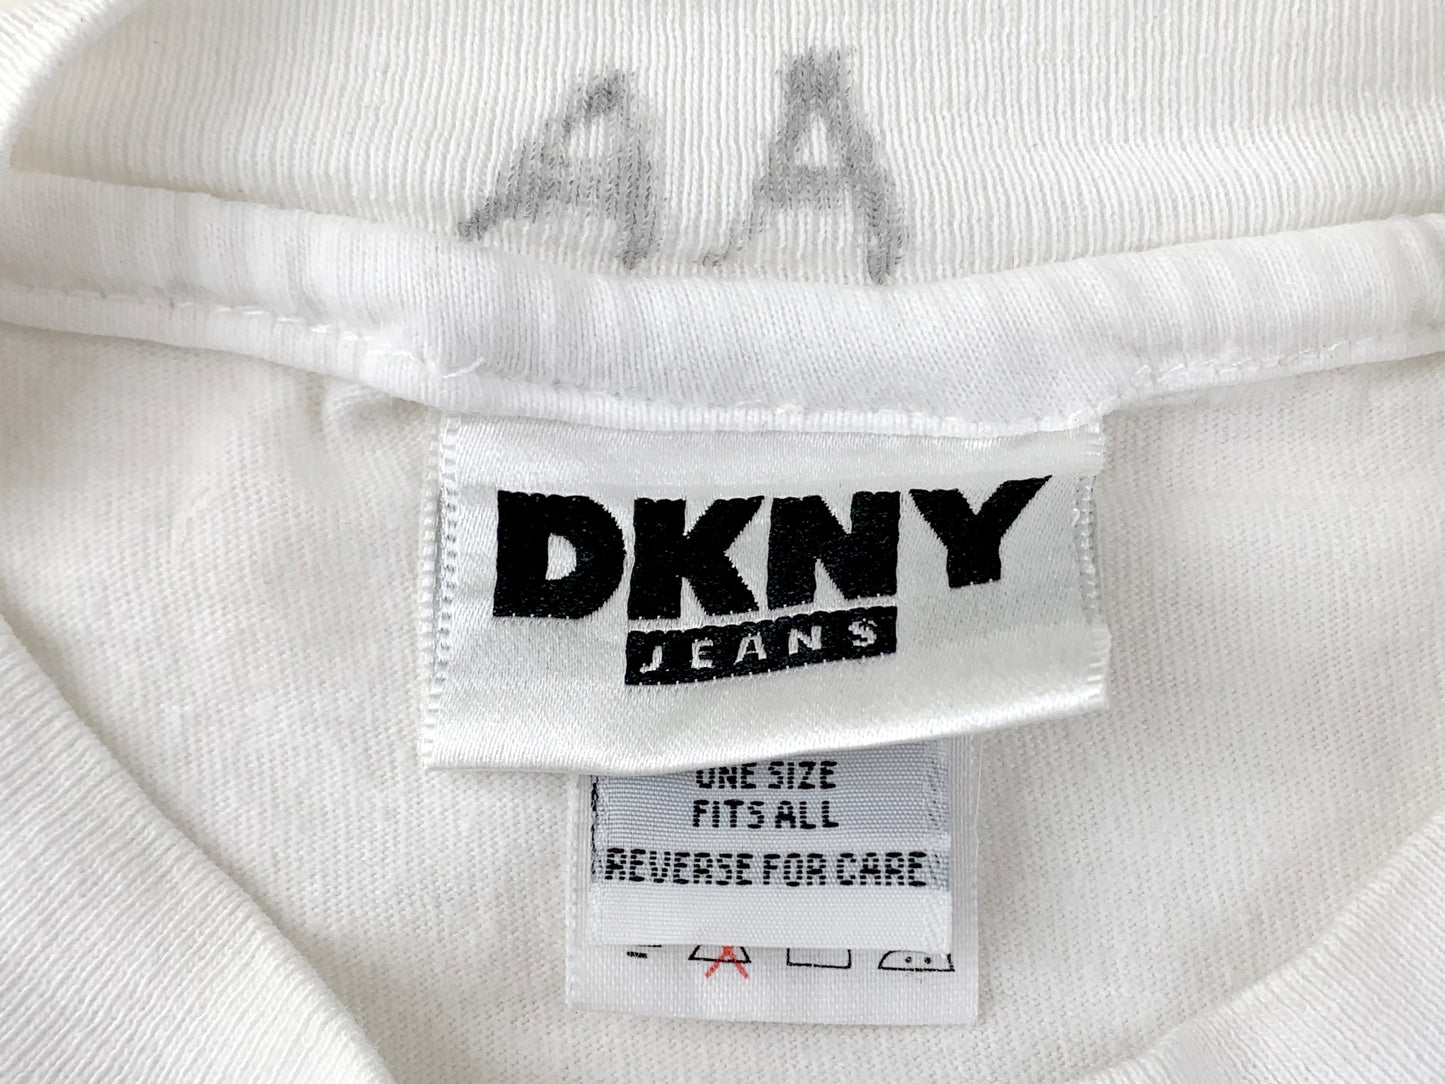 AA
DKNY
JEANS
ONE SIZE
FITS ALL
REVERSE FOR CARE